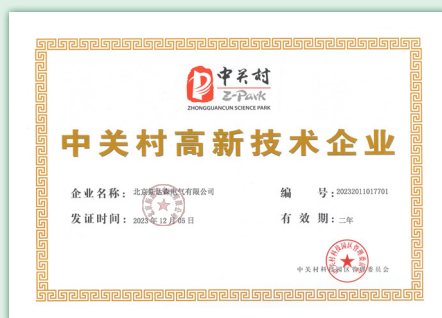 中关村
Z-Park
ZHONGGUANCUN SCIENCE PARK
中关村高新技术企业
企业名称：北京 电气有限公司
编 号：20232011017701
发证时间：2023年12月05日
有 效 期：二年
中关村科技园区管理委员会